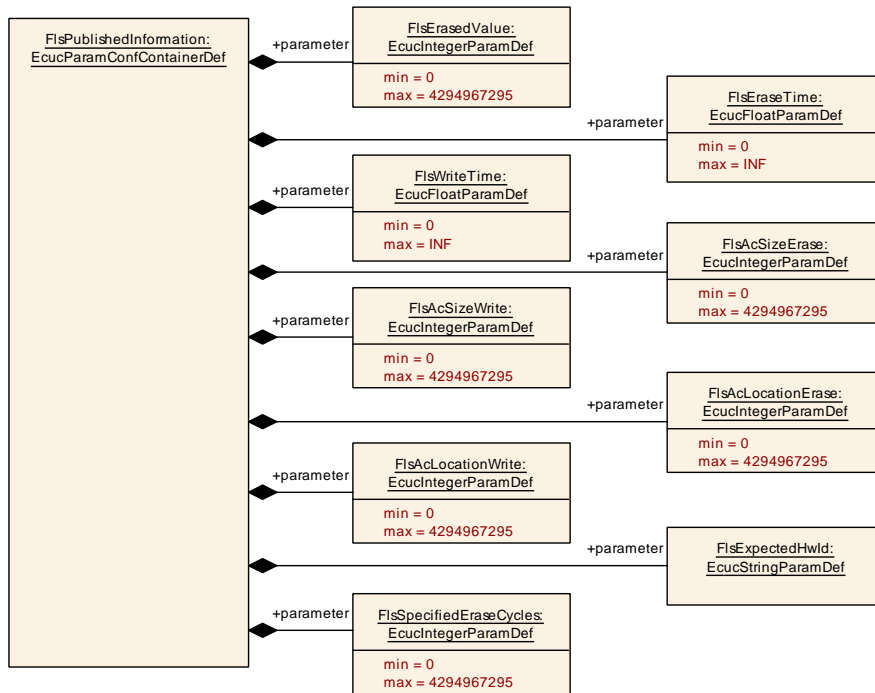 FlsPublishedInformation:
EcucParamConfContainerDef
+parameter
FlsErasedValue:
EcucIntegerParamDef
min = 0
max = 4294967295
+parameter
FlsEraseTime:
EcucFloatParamDef
min = 0
max = INF
+parameter
FlsWriteTime:
EcucFloatParamDef
min = 0
max = INF
+parameter
FlsAcSizeErase:
EcucIntegerParamDef
min = 0
max = 4294967295
+parameter
FlsAcSizeWrite:
EcucIntegerParamDef
min = 0
max = 4294967295
+parameter
FlsAcLocationErase:
EcucIntegerParamDef
min = 0
max = 4294967295
+parameter
FlsAcLocationWrite:
EcucIntegerParamDef
min = 0
max = 4294967295
+parameter
FlsExpectedHwId:
EcucStringParamDef
+parameter
FlsSpecifiedEraseCycles:
EcucIntegerParamDef
min = 0
max = 4294967295